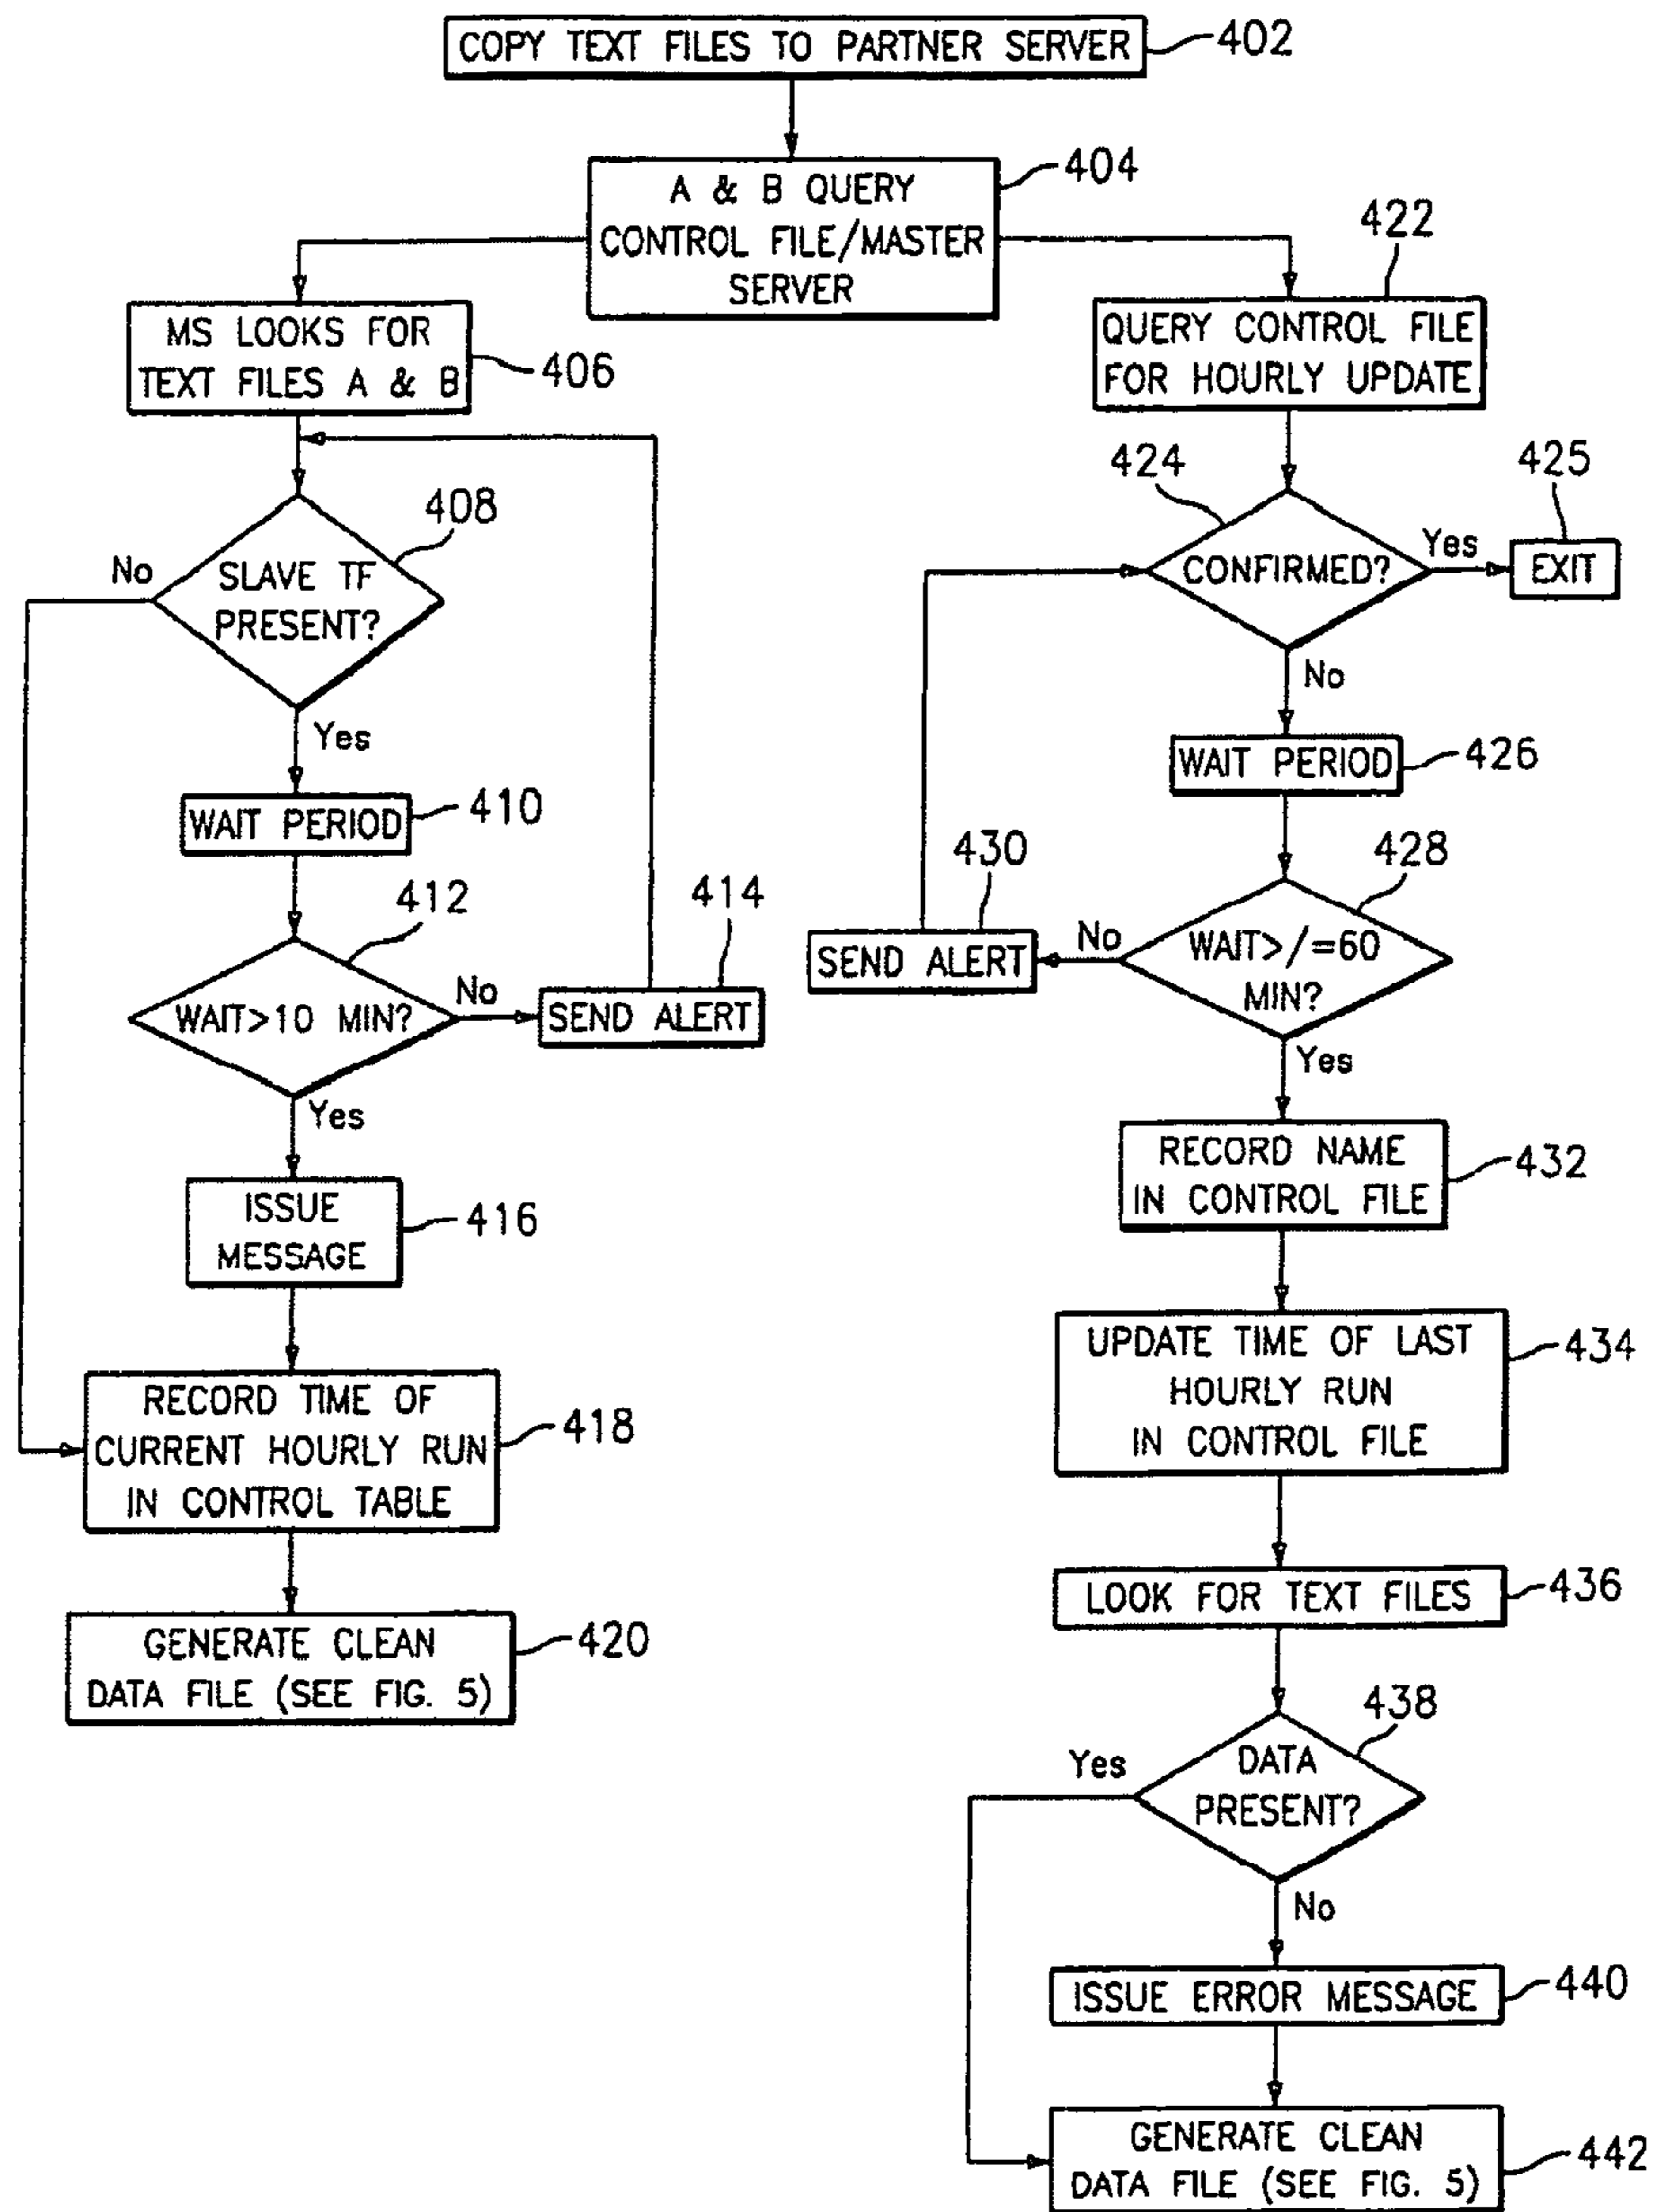 COPY TEXT FILES TO PARTNER SERVER
402
A & B QUERY
CONTROL FILE/MASTER
SERVER
404
MS LOOKS FOR
TEXT FILES A & B
406
SLAVE TF
PRESENT?
408
No
Yes
WAIT PERIOD
410
WAIT>10 MIN?
412
No
SEND ALERT
414
Yes
ISSUE
MESSAGE
416
RECORD TIME OF
CURRENT HOURLY RUN
IN CONTROL TABLE
418
GENERATE CLEAN
DATA FILE (SEE FIG. 5)
420
422
QUERY CONTROL FILE
FOR HOURLY UPDATE
424
CONFIRMED?
Yes
425
EXIT
No
WAIT PERIOD
426
428
WAIT>/=60
MIN?
No
430
SEND ALERT
Yes
RECORD NAME
IN CONTROL FILE
432
UPDATE TIME OF LAST
HOURLY RUN
IN CONTROL FILE
434
LOOK FOR TEXT FILES
436
438
DATA
PRESENT?
Yes
No
ISSUE ERROR MESSAGE
440
GENERATE CLEAN
DATA FILE (SEE FIG. 5)
442